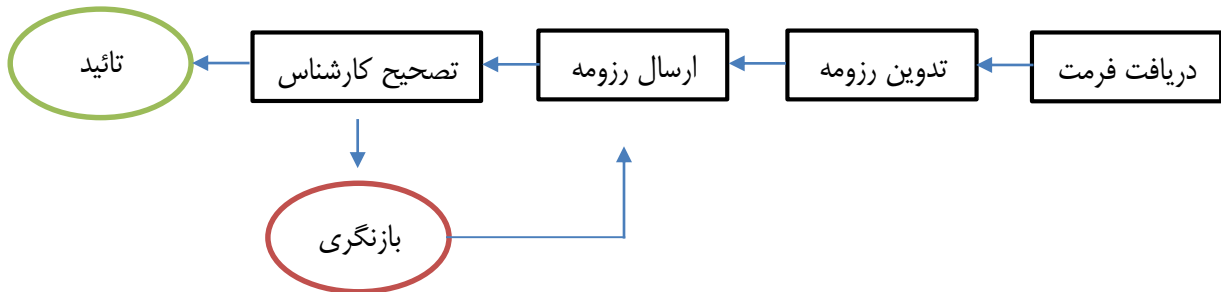 دریافت فرمت
تدوین رزومه
ارسال رزومه
تصحیح کارشناس
تائید
بازنگری